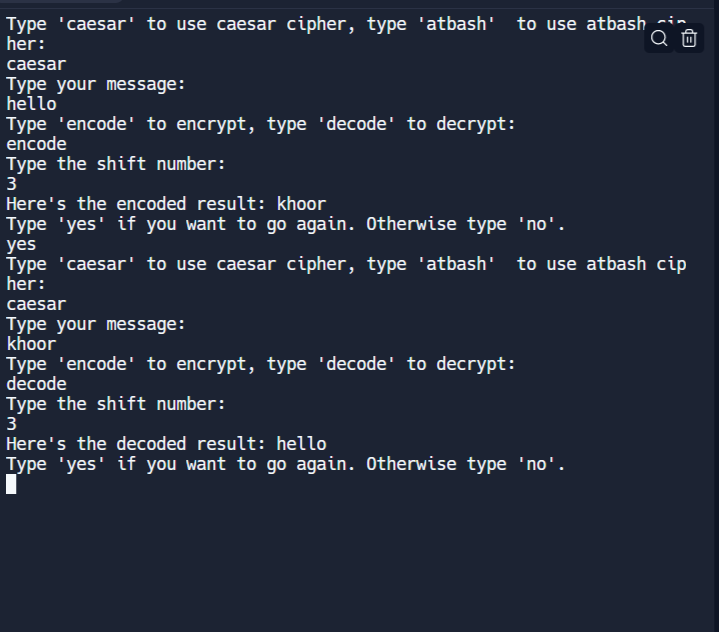 Type 'caesar' to use caesar cipher, type 'atbash'  to use atbash cip
her:
caesar
Type your message:
hello
Type 'encode' to encrypt, type 'decode' to decrypt:
encode
Type the shift number:
3
Here's the encoded result: khoor
Type 'yes' if you want to go again. Otherwise type 'no'.
yes
Type 'caesar' to use caesar cipher, type 'atbash'  to use atbash cip
her:
caesar
Type your message:
khoor
Type 'encode' to encrypt, type 'decode' to decrypt:
decode
Type the shift number:
3
Here's the decoded result: hello
Type 'yes' if you want to go again. Otherwise type 'no'.